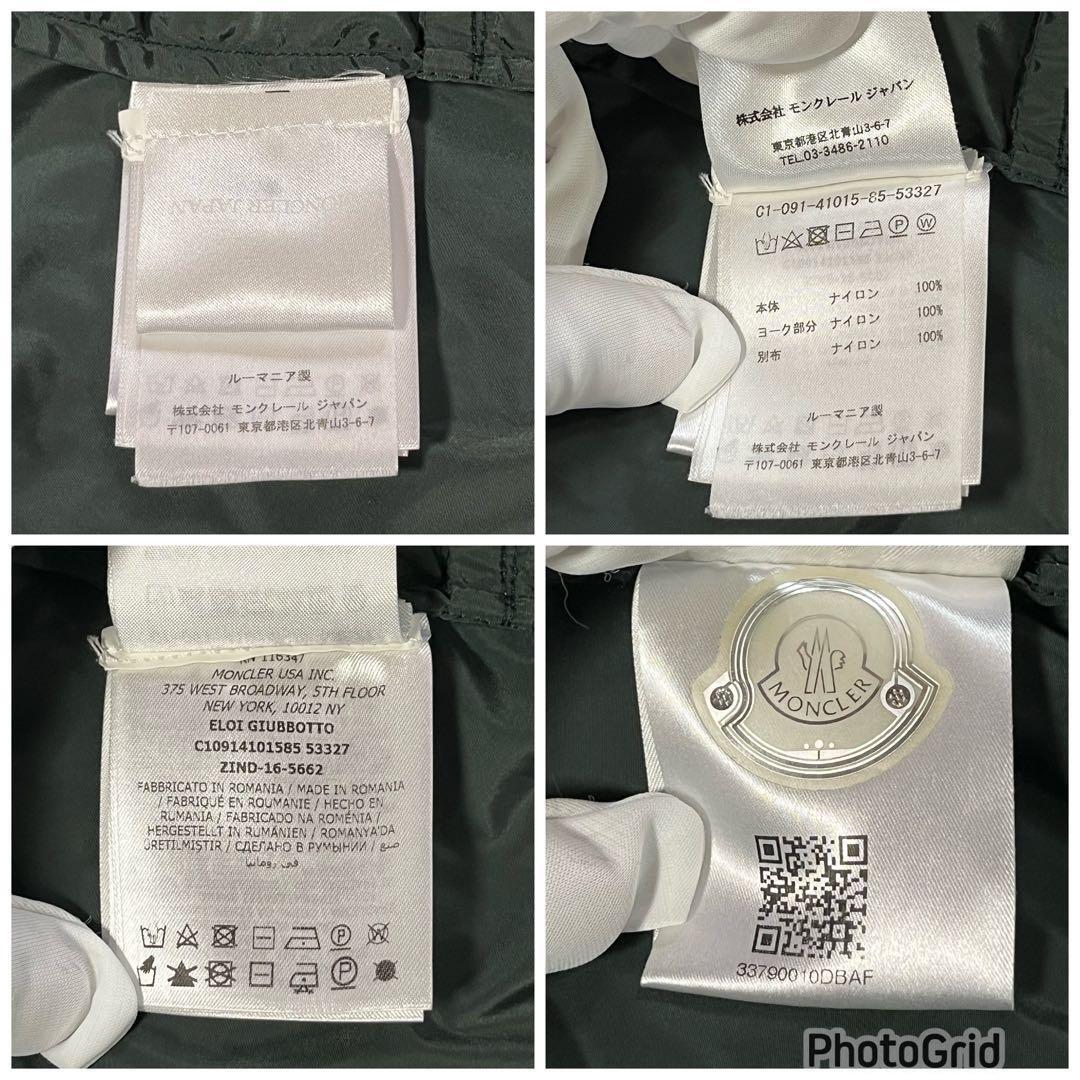 ルーマニア製
株式会社 モンクレール ジャパン
〒107-0061 東京都港区北青山3-6-7
株式会社 モンクレール ジャパン
東京都港区北青山3-6-7
TEL.03-3486-2110
C1-091-41015-85-53327
本体 ナイロン 100%
ヨーク部分 ナイロン 100%
別布 ナイロン 100%
ルーマニア製
株式会社 モンクレール ジャパン
〒107-0061 東京都港区北青山3-6-7
RN 116347
MONCLER USA INC.
375 WEST BROADWAY, 5TH FLOOR
NEW YORK, 10012 NY
ELOI GIUBBOTTO
C10914101585 53327
ZIND-16-5662
FABBRICATO IN ROMANIA / MADE IN ROMANIA
/ FABRIQUÉ EN ROUMANIE / HECHO EN
RUMANIA / FABRICADO NA ROMÉNIA /
HERGESTELLT IN RUMÄNIEN / ROMANYA'DA
ÜRETILMIŞTIR / СДЕЛАНО В РУМЫНИИ / صنع
في رومانيا
MONCLER
33790010DBAF
PhotoGrid